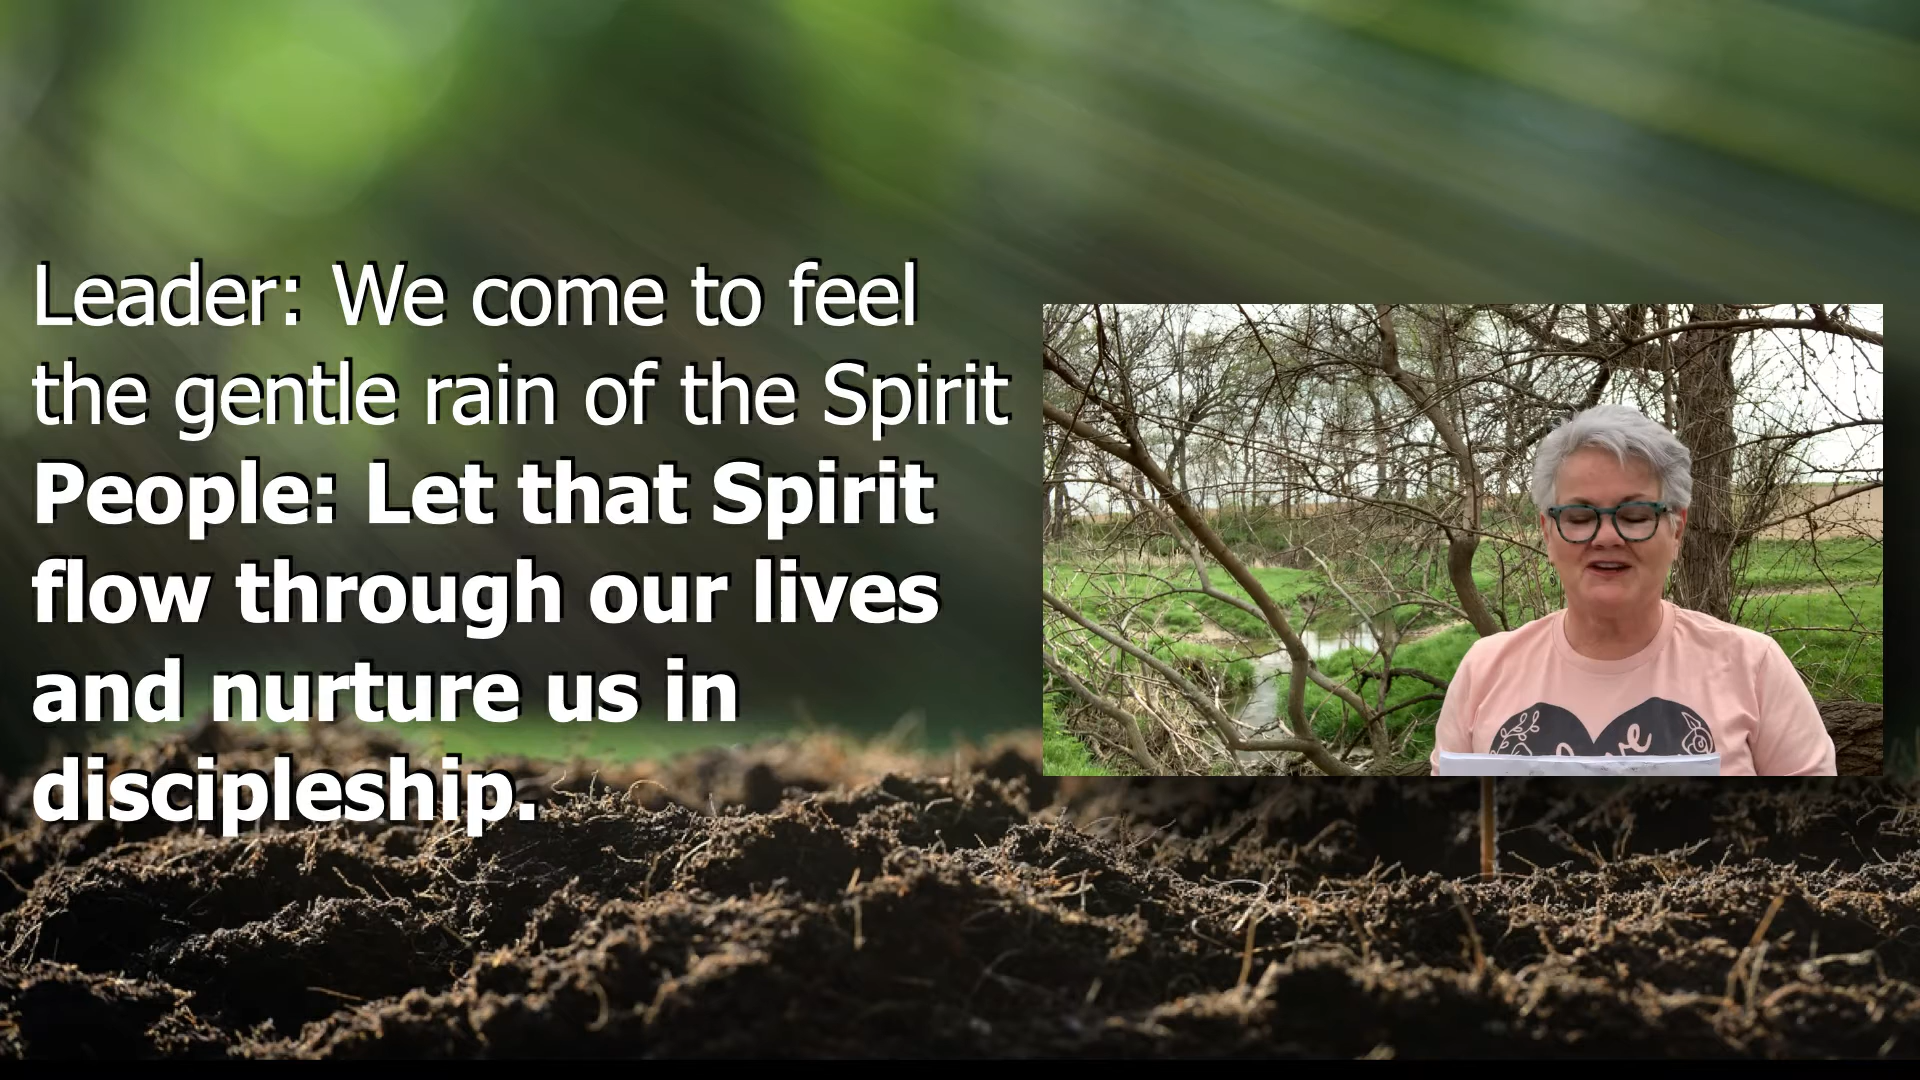 Leader: We come to feel
the gentle rain of the Spirit
People: Let that Spirit
flow through our lives
and nurture us in
discipleship.